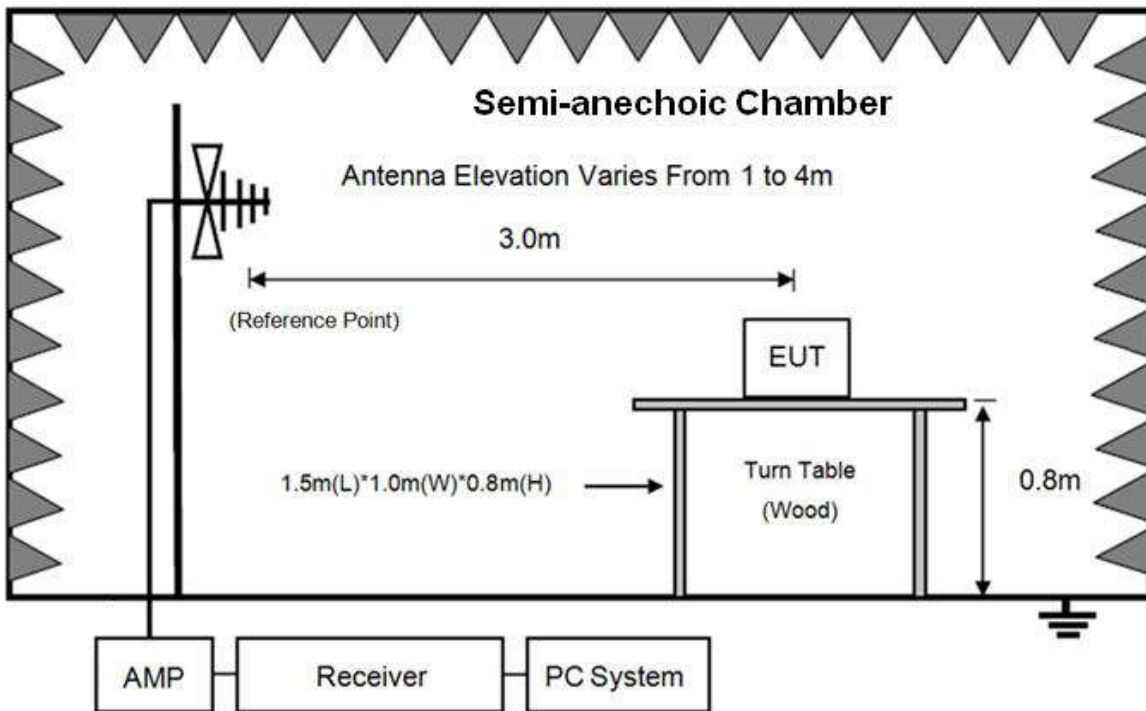 Semi-anechoic Chamber
Antenna Elevation Varies From 1 to 4m
3.0m
(Reference Point)
EUT
1.5m(L)*1.0m(W)*0.8m(H)
Turn Table
(Wood)
0.8m
AMP
Receiver
PC System